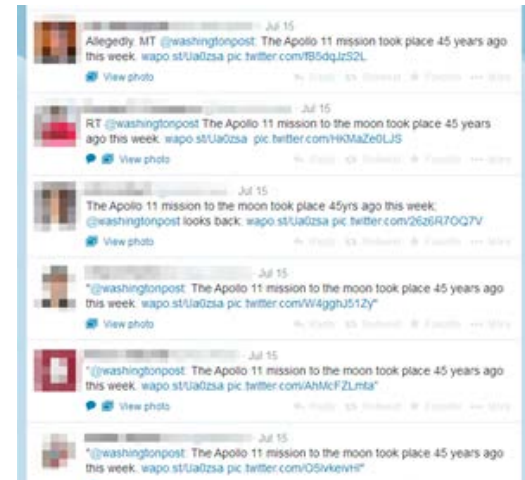 Jul 15
Allegedly. MT @washingtonpost: The Apollo 11 mission took place 45 years ago
this week. wapo.st/Ua0zsa pic.twitter.com/fB5dqJzS2L
View photo
Jul 15
RT @washingtonpost The Apollo 11 mission to the moon took place 45 years
ago this week. wapo.st/Ua0zsa pic.twitter.com/HKMaZe0LJS
View photo
Jul 15
The Apollo 11 mission to the moon took place 45yrs ago this week;
@washingtonpost looks back: wapo.st/Ua0zsa pic.twitter.com/26z6R7OQ7V
View photo
Jul 15
"@washingtonpost: The Apollo 11 mission to the moon took place 45 years ago
this week. wapo.st/Ua0zsa pic.twitter.com/W4gghJ51Zy"
View photo
Jul 15
"@washingtonpost: The Apollo 11 mission to the moon took place 45 years ago
this week. wapo.st/Ua0zsa pic.twitter.com/AhMcFZLmta"
View photo
Jul 15
"@washingtonpost: The Apollo 11 mission to the moon took place 45 years ago
this week. wapo.st/Ua0zsa pic.twitter.com/O5IvkeivHI"